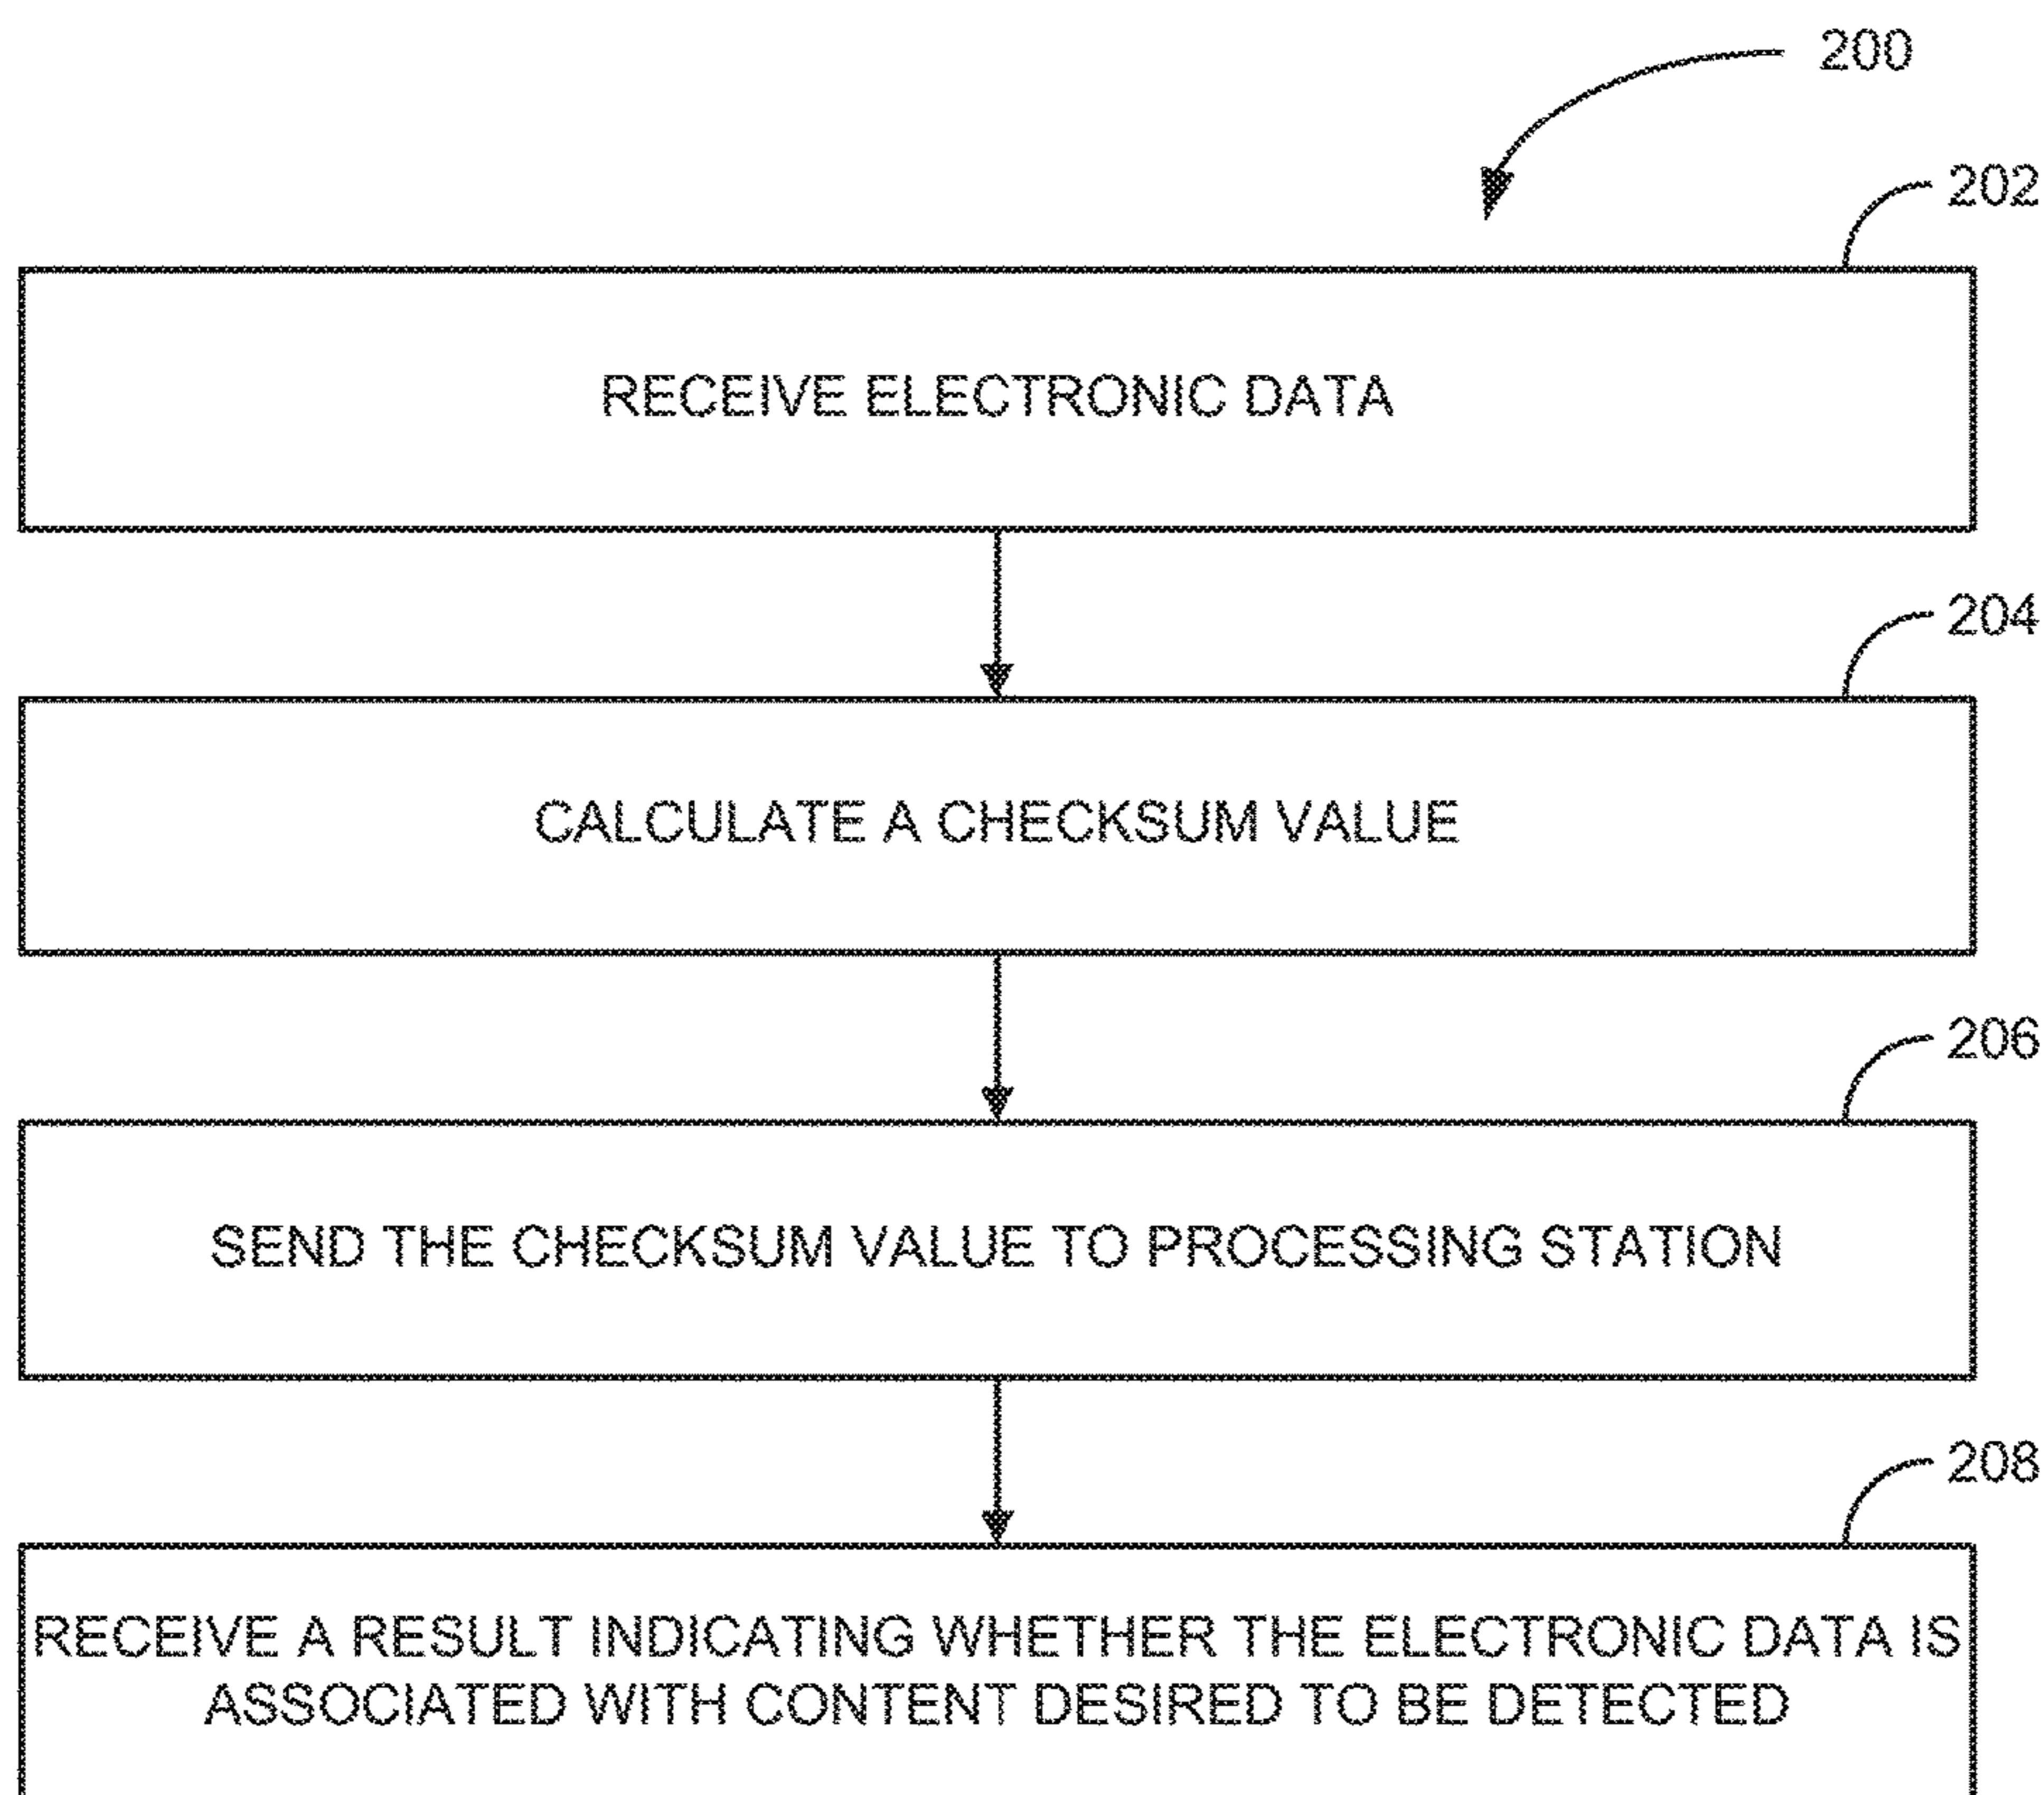 200
202
RECEIVE ELECTRONIC DATA
204
CALCULATE A CHECKSUM VALUE
206
SEND THE CHECKSUM VALUE TO PROCESSING STATION
208
RECEIVE A RESULT INDICATING WHETHER THE ELECTRONIC DATA IS
ASSOCIATED WITH CONTENT DESIRED TO BE DETECTED